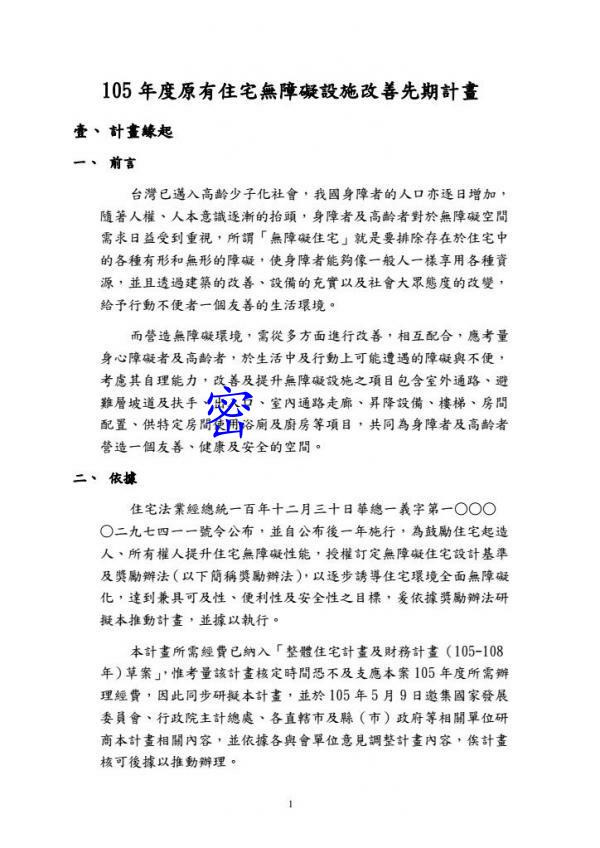 105 年度原有住宅無障礙設施改善先期計畫
壹、計畫緣起
一、 前言
台灣已邁入高齡少子化社會，我國身障者的人口亦逐日增加，
隨著人權、人本意識逐漸的抬頭，身障者及高齡者對於無障礙空間
需求日益受到重視，所謂「無障礙住宅」就是要排除存在於住宅中
的各種有形和無形的障礙，使身障者能夠像一般人一樣享用各種資
源，並且透過建築的改善、設備的充實以及社會大眾態度的改變，
給予行動不便者一個友善的生活環境。
而營造無障礙環境，需從多方面進行改善，相互配合，應考量
身心障礙者及高齡者，於生活中及行動上可能遭遇的障礙與不便，
考慮其自理能力，改善及提升無障礙設施之項目包含室外通路、避
難層坡道及扶手、出入口、室內通路走廊、昇降設備、樓梯、房間
密
配置、供特定房間使用浴廁及廚房等項目，共同為身障者及高齡者
營造一個友善、健康及安全的空間。
二、 依據
住宅法業經總統一百年十二月三十日華總一義字第一〇〇〇
〇二九七四一一號令公布，並自公布後一年施行，為鼓勵住宅起造
人、所有權人提升住宅無障礙性能，授權訂定無障礙住宅設計基準
及獎勵辦法（以下簡稱獎勵辦法），以逐步誘導住宅環境全面無障礙
化，達到兼具可及性、便利性及安全性之目標，爰依據獎勵辦法研
擬本推動計畫，並據以執行。
本計畫所需經費已納入「整體住宅計畫及財務計畫（105-108
年）草案」，惟考量該計畫核定時間恐不及支應本案 105 年度所需辦
理經費，因此同步研擬本計畫，並於 105 年 5 月 9 日邀集國家發展
委員會、行政院主計總處、各直轄市及縣（市）政府等相關單位研
商本計畫相關內容，並依據各與會單位意見調整計畫內容，俟計畫
核可後據以推動辦理。
1